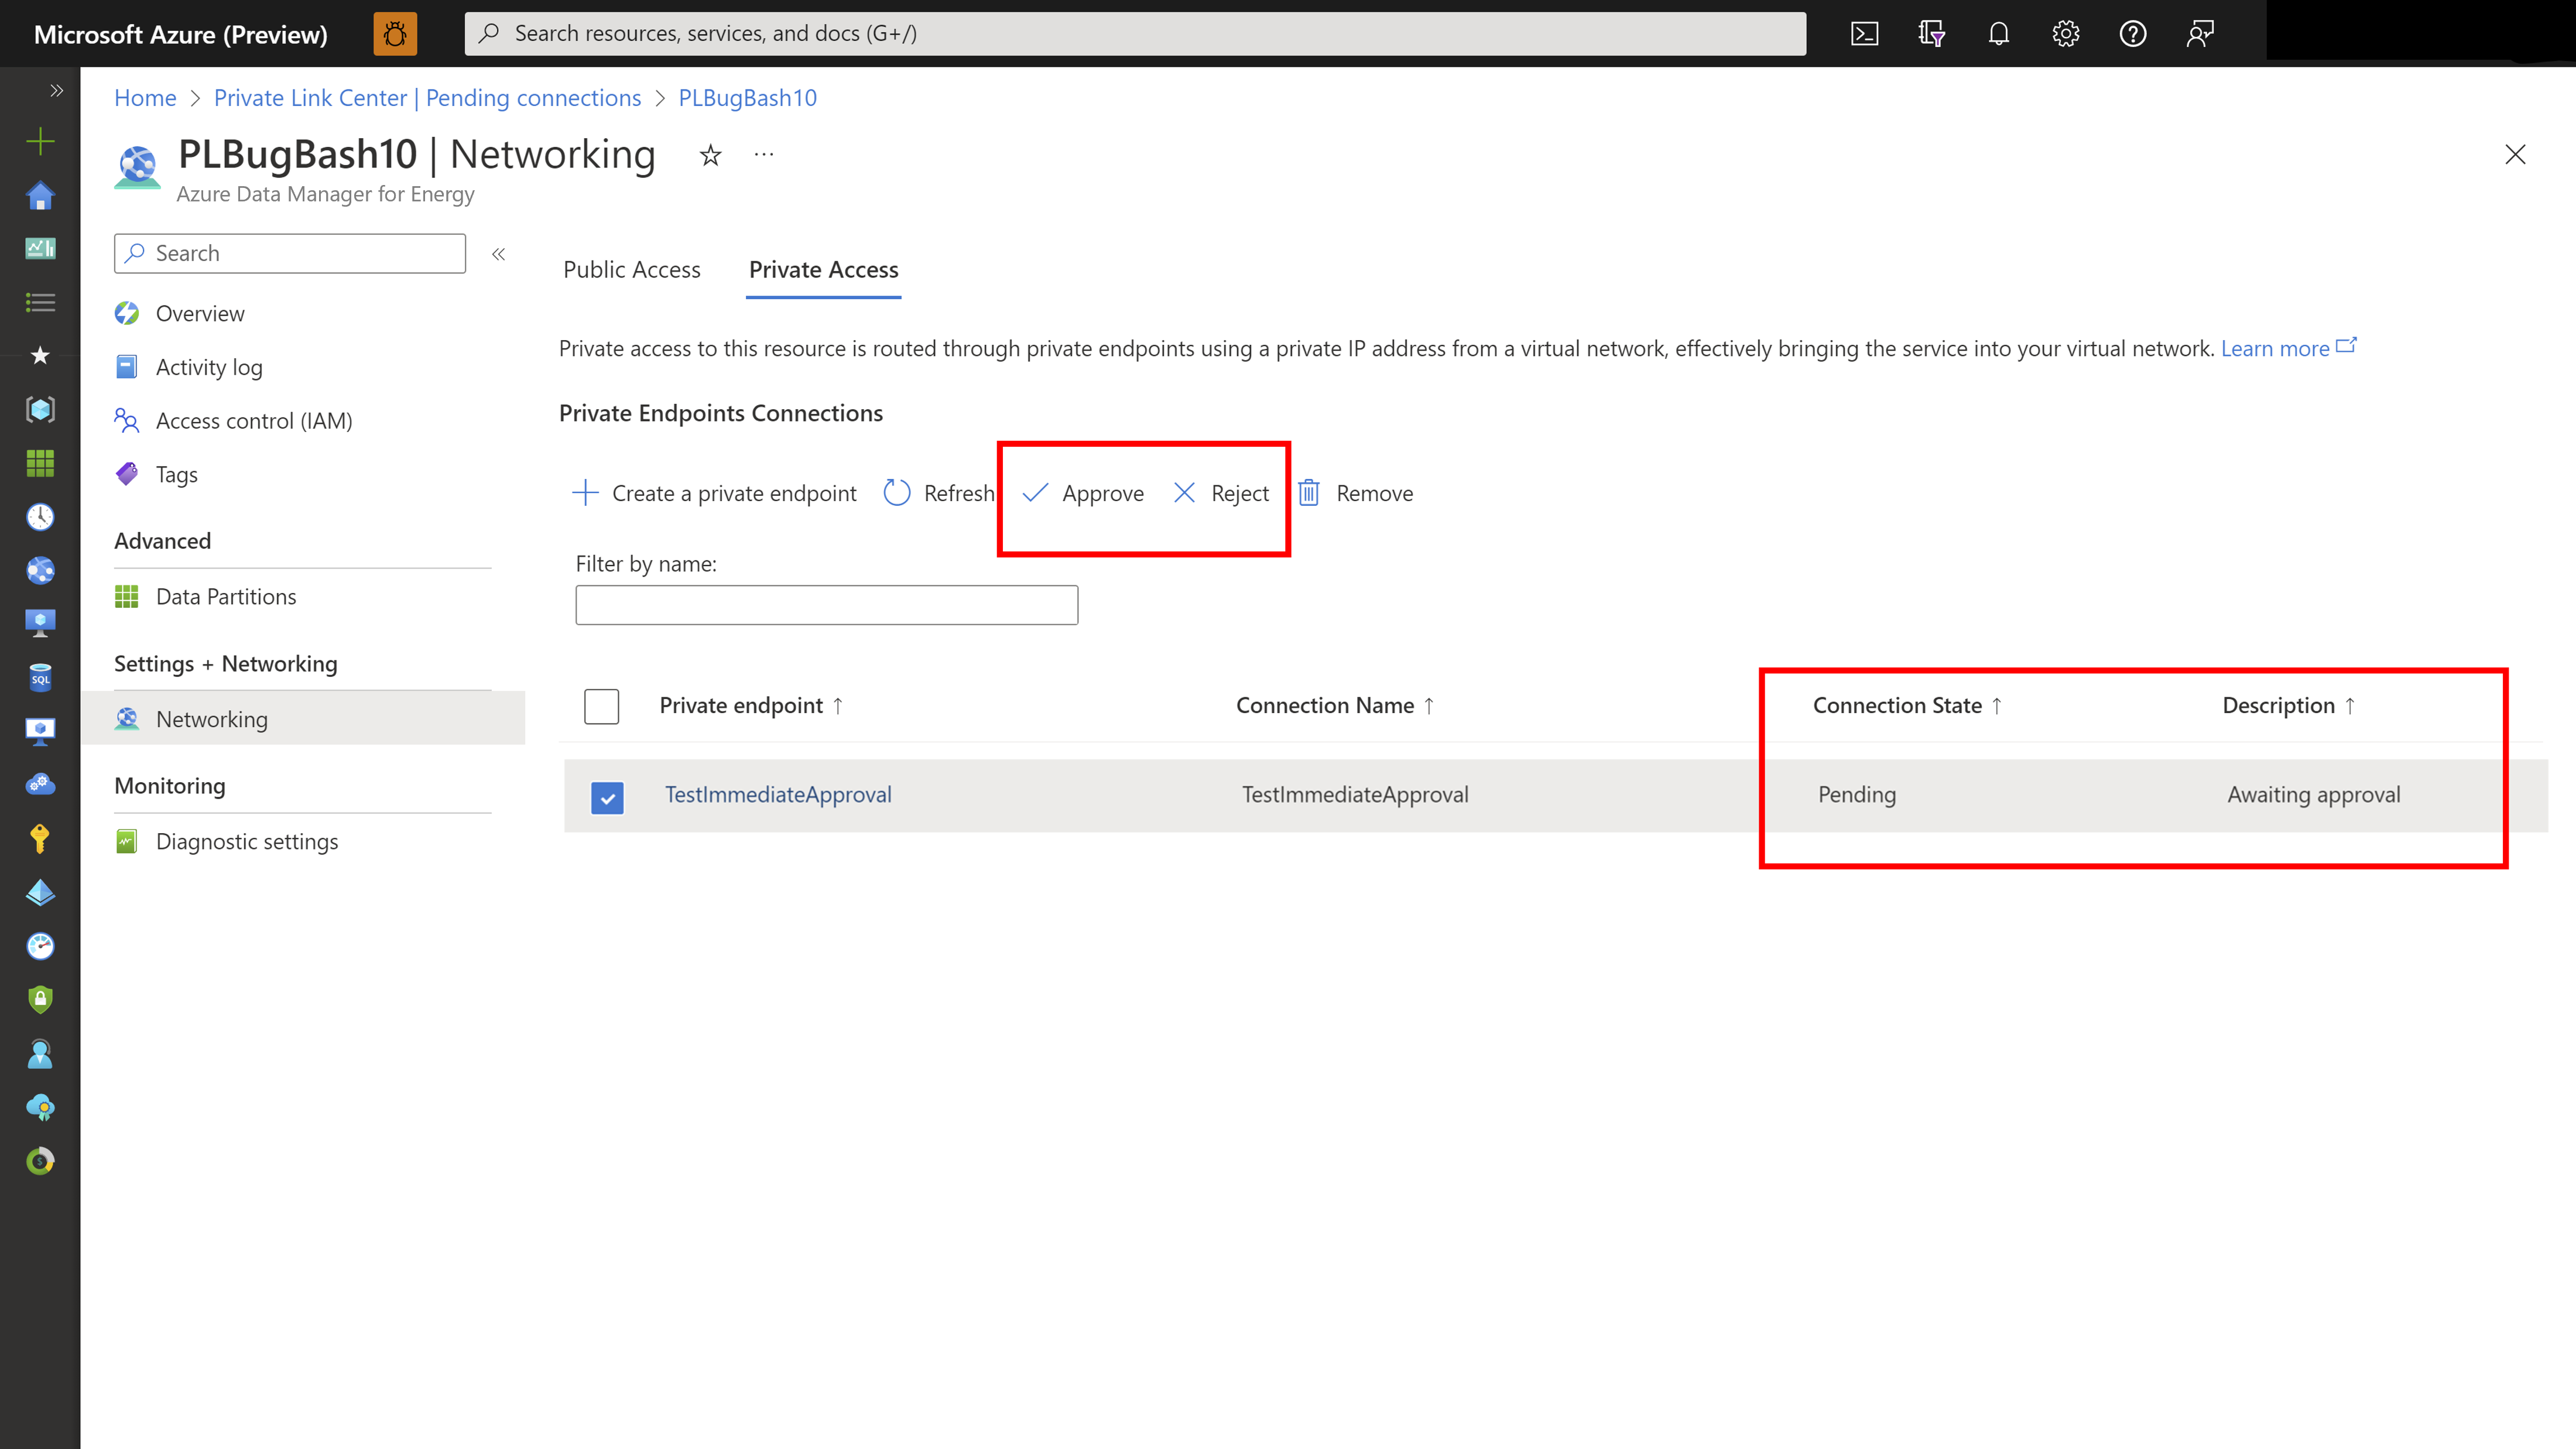 Microsoft Azure (Preview)
Search resources, services, and docs (G+/)
Home > Private Link Center | Pending connections > PLBugBash10
PLBugBash10 | Networking
Azure Data Manager for Energy
Search
Overview
Activity log
Access control (IAM)
Tags
Advanced
Data Partitions
Settings + Networking
Networking
Monitoring
Diagnostic settings
Public Access Private Access
Private access to this resource is routed through private endpoints using a private IP address from a virtual network, effectively bringing the service into your virtual network. Learn more
Private Endpoints Connections
Create a private endpoint Refresh Approve Reject Remove
Filter by name:
Private endpoint ↑ Connection Name ↑ Connection State ↑ Description ↑
TestImmediateApproval TestImmediateApproval Pending Awaiting approval
SQL